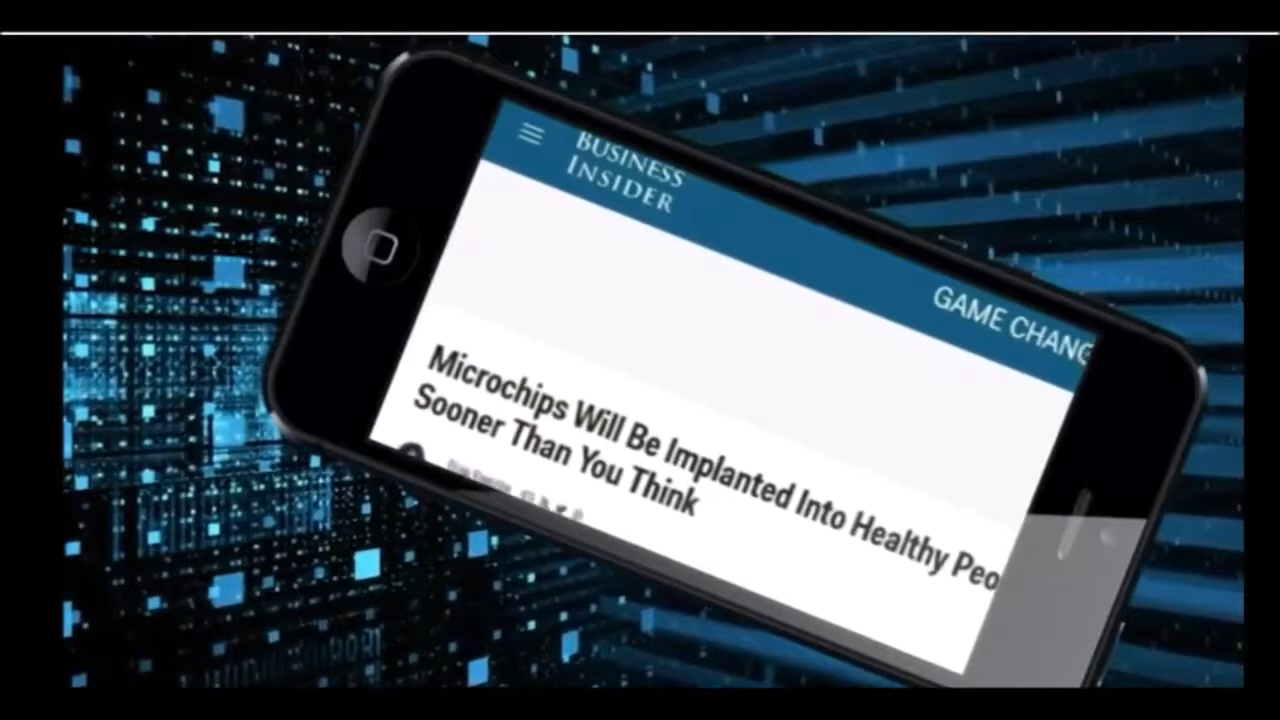 BUSINESS
INSIDER
GAME CHANG
Microchips Will Be Implanted Into Healthy Peo
Sooner Than You Think